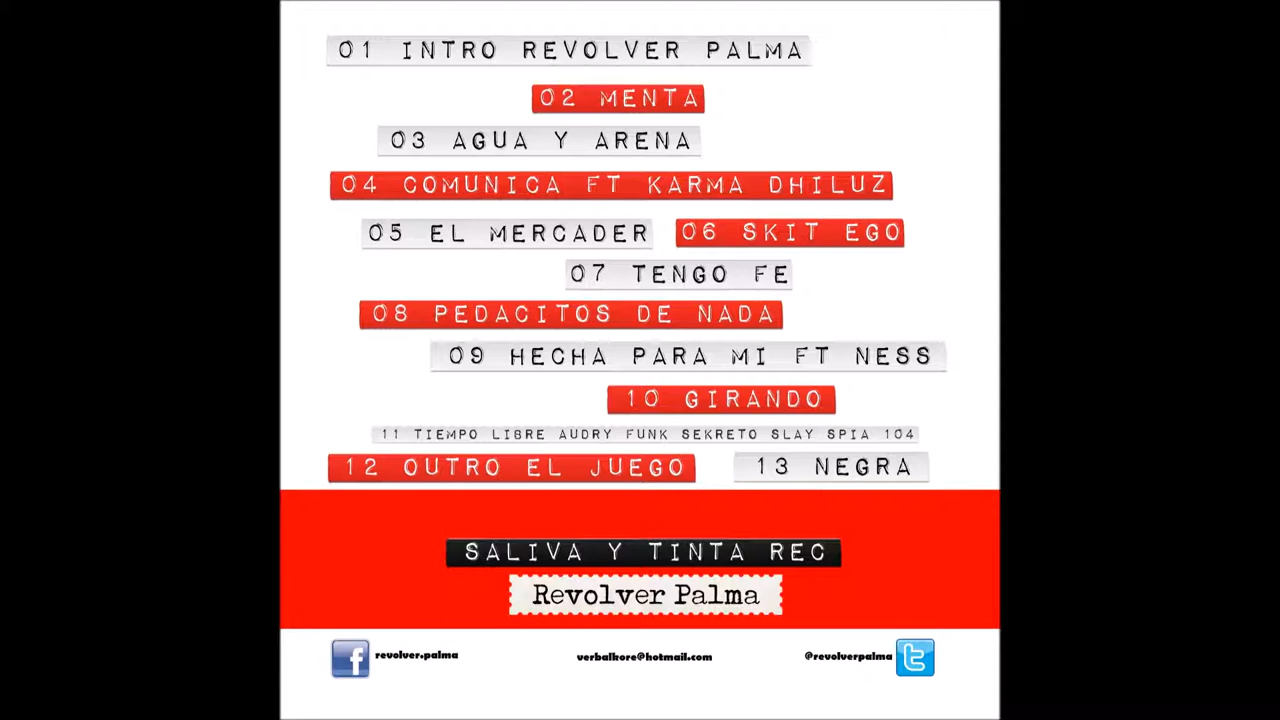 01 INTRO REVOLVER PALMA
02 MENTA
03 AGUA Y ARENA
04 COMUNICA FT KARMA DHILUZ
05 EL MERCADER
06 SKIT EGO
07 TENGO FE
08 PEDACITOS DE NADA
09 HECHA PARA MI FT NESS
10 GIRANDO
11 TIEMPO LIBRE AUDRY FUNK SEKRETO SLAY SPIA 104
12 OUTRO EL JUEGO
13 NEGRA
SALIVA Y TINTA REC
Revolver Palma
f revolver.palma
verbalkore@hotmail.com
@revolverpalma t